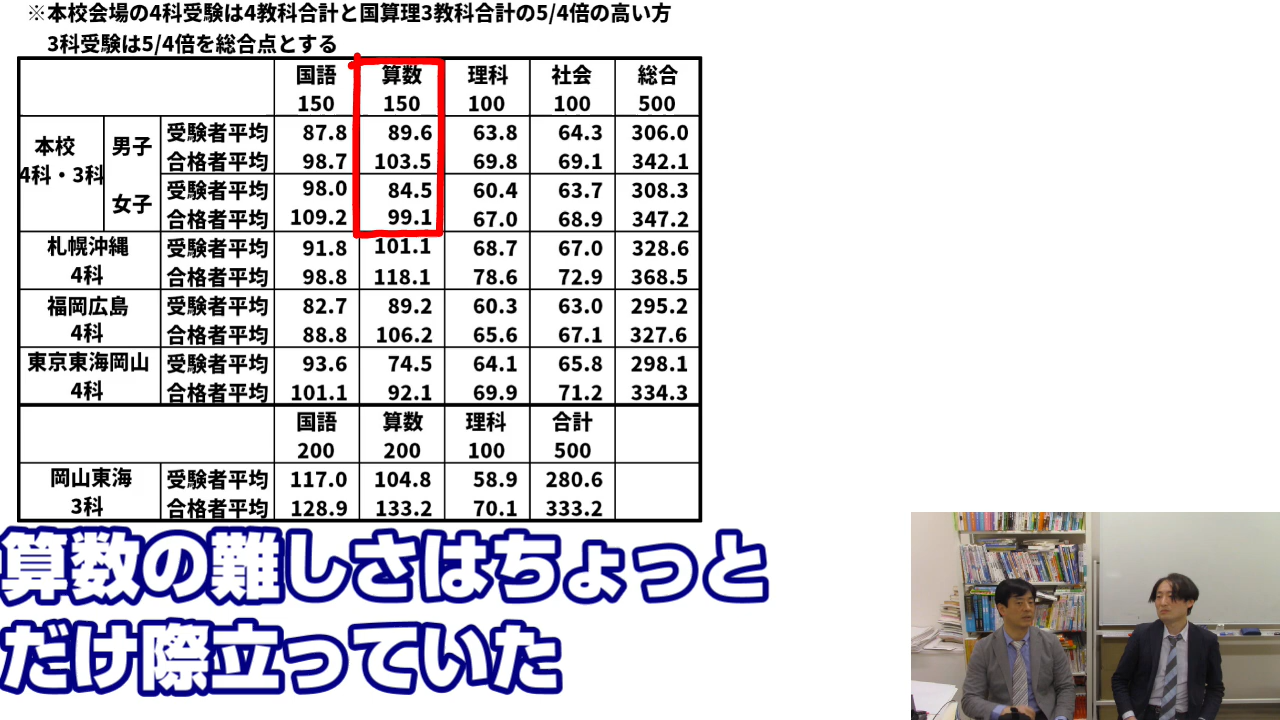 ※本校会場の4科受験は4教科合計と国算理3教科合計の5/4倍の高い方
3科受験は5/4倍を総合点とする
国語 算数 理科 社会 総合
150 150 100 100 500
本校 4科・3科 男子 受験者平均 87.8 89.6 63.8 64.3 306.0
合格者平均 98.7 103.5 69.8 69.1 342.1
女子 受験者平均 98.0 84.5 60.4 63.7 308.3
合格者平均 109.2 99.1 67.0 68.9 347.2
札幌沖縄 受験者平均 91.8 101.1 68.7 67.0 328.6
4科 合格者平均 98.8 118.1 78.6 72.9 368.5
福岡広島 受験者平均 82.7 89.2 60.3 63.0 295.2
4科 合格者平均 88.8 106.2 65.6 67.1 327.6
東京東海岡山 受験者平均 93.6 74.5 64.1 65.8 298.1
4科 合格者平均 101.1 92.1 69.9 71.2 334.3
国語 算数 理科 合計
200 200 100 500
岡山東海 受験者平均 117.0 104.8 58.9 280.6
3科 合格者平均 128.9 133.2 70.1 333.2
算数の難しさはちょっと
だけ際立っていた